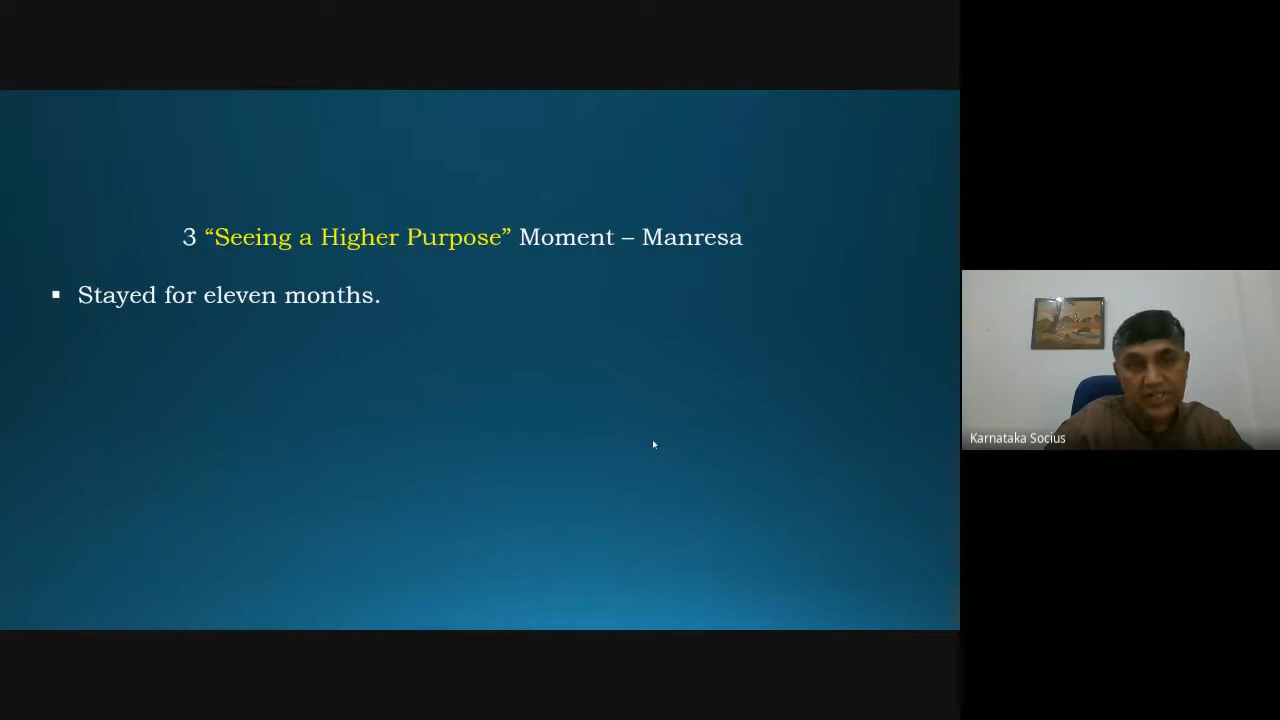 3 “Seeing a Higher Purpose” Moment – Manresa
▪ Stayed for eleven months.
Karnataka Socius